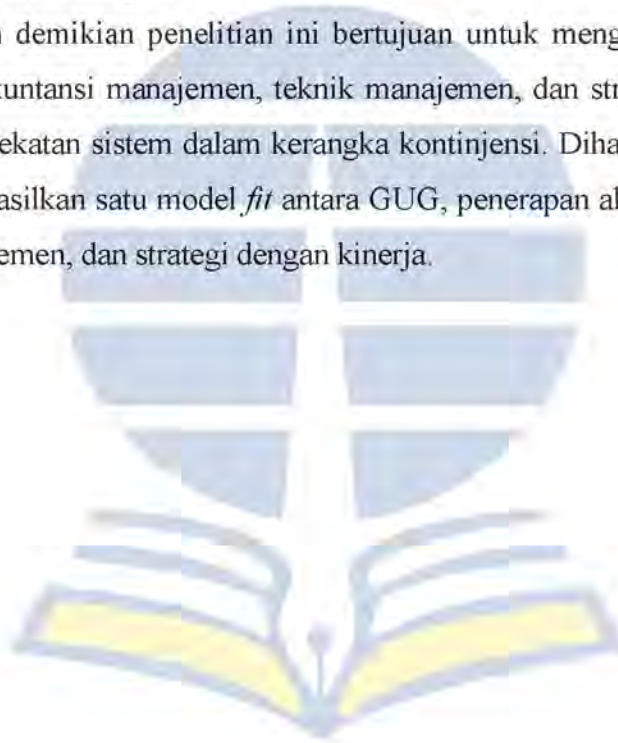 demikian penelitian ini bertujuan untuk meng
untansi manajemen, teknik manajemen, dan str
ekatan sistem dalam kerangka kontinjensi. Diha
asilkan satu model fit antara GUG, penerapan a
emen, dan strategi dengan kinerja.